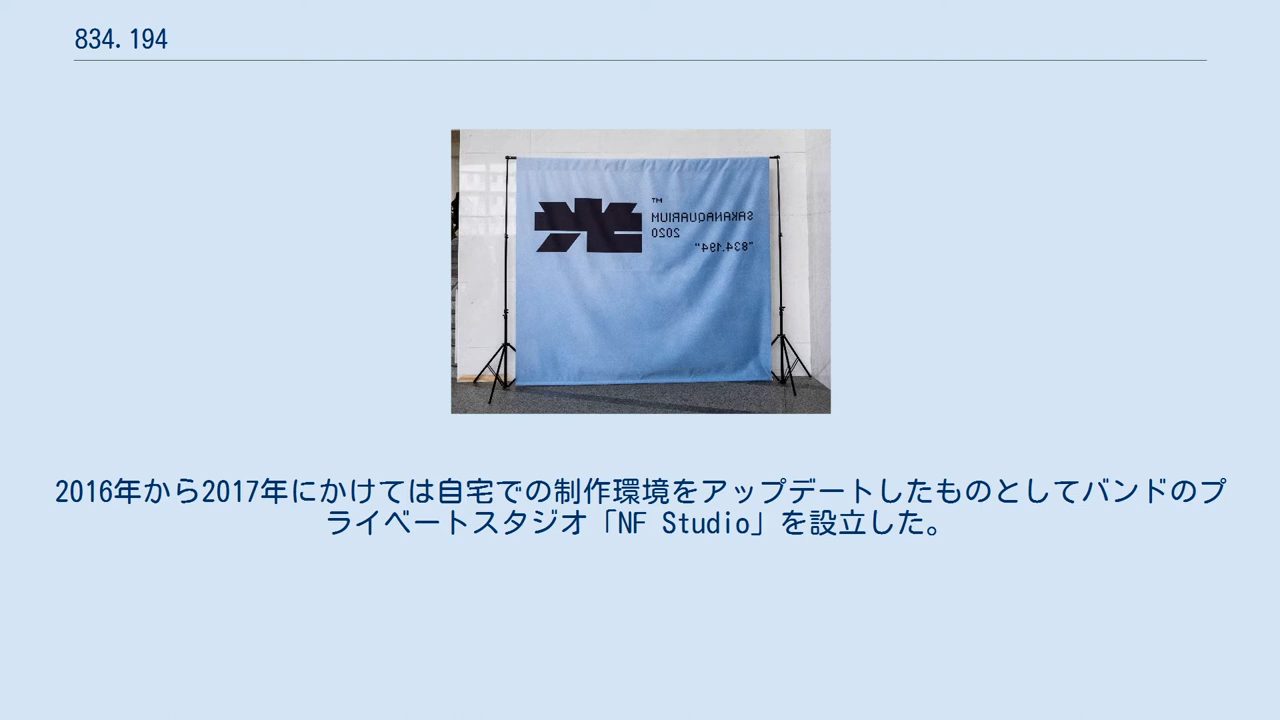 834.194
光
SAKANAQUARIUM
2020
"834.194"
2016年から2017年にかけては自宅での制作環境をアップデートしたものとしてバンドのプ
ライベートスタジオ「NF Studio」を設立した。